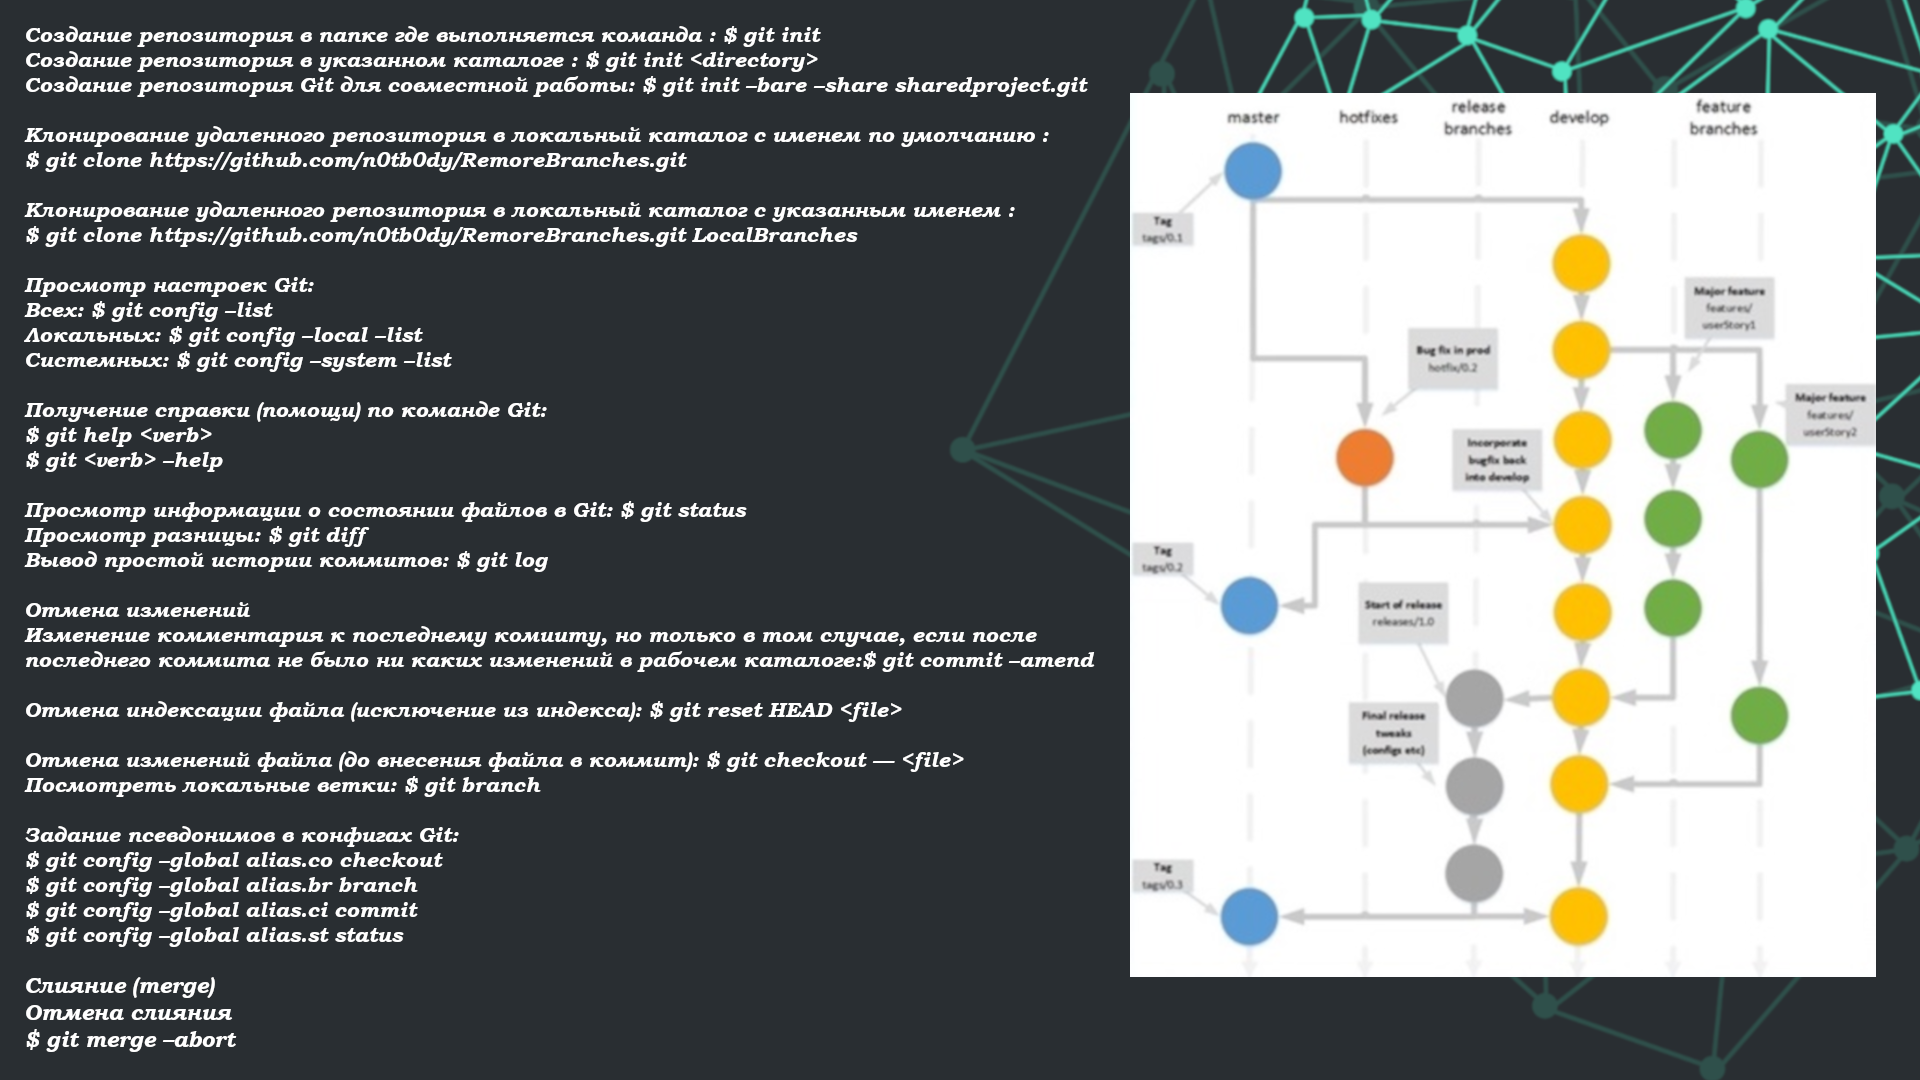 Создание репозитория в папке где выполняется команда : $ git init
Создание репозитория в указанном каталоге : $ git init <directory>
Создание репозитория Git для совместной работы: $ git init –bare –share sharedproject.git
Клонирование удаленного репозитория в локальный каталог с именем по умолчанию :
$ git clone https://github.com/n0tb0dy/RemoreBranches.git
Клонирование удаленного репозитория в локальный каталог с указанным именем :
$ git clone https://github.com/n0tb0dy/RemoreBranches.git LocalBranches
Просмотр настроек Git:
Всех: $ git config –list
Локальных: $ git config –local –list
Системных: $ git config –system –list
Получение справки (помощи) по команде Git:
$ git help <verb>
$ git <verb> –help
Просмотр информации о состоянии файлов в Git: $ git status
Просмотр разницы: $ git diff
Вывод простой истории коммитов: $ git log
Отмена изменений
Изменение комментария к последнему комииту, но только в том случае, если после
последнего коммита не было ни каких изменений в рабочем каталоге:$ git commit –amend
Отмена индексации файла (исключение из индекса): $ git reset HEAD <file>
Отмена изменений файла (до внесения файла в коммит): $ git checkout — <file>
Посмотреть локальные ветки: $ git branch
Задание псевдонимов в конфигах Git:
$ git config –global alias.co checkout
$ git config –global alias.br branch
$ git config –global alias.ci commit
$ git config –global alias.st status
Слияние (merge)
Отмена слияния
$ git merge –abort
master
hotfixes
release
branches
develop
feature
branches
Tag
tags/0.1
Major feature
features/
userStory1
Bug fix in prod
hotfix/0.2
Major feature
features/
userStory2
Incorporate
bugfix back
into develop
Tag
tags/0.2
Start of release
releases/1.0
Final release
tweaks
(configs etc)
Tag
tags/0.3